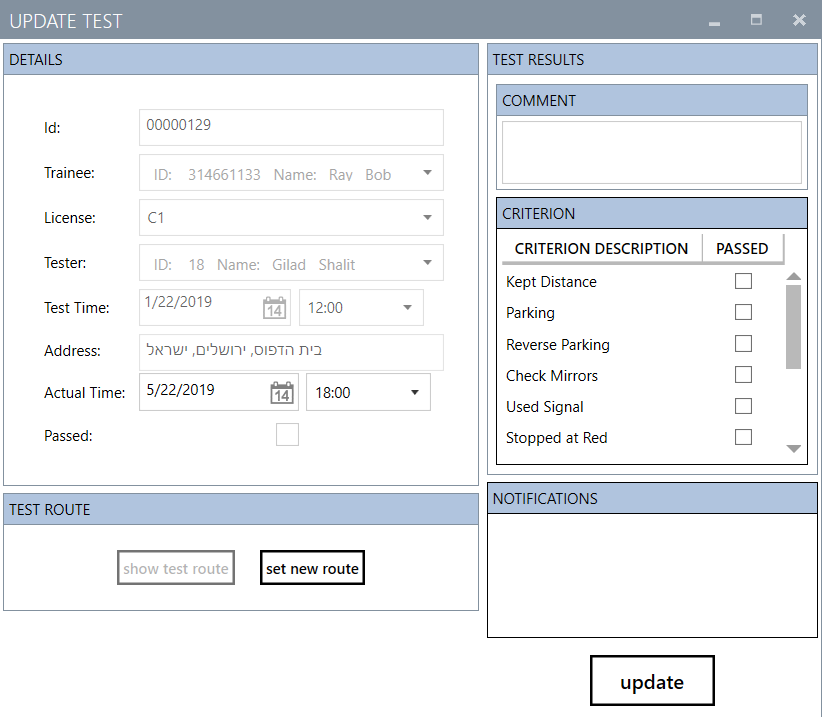 UPDATE TEST
DETAILS
Id: 00000129
Trainee: ID: 314661133 Name: Ray Bob
License: C1
Tester: ID: 18 Name: Gilad Shalit
Test Time: 1/22/2019 14 12:00
Address: בית הדפוס, ירושלים, ישראל
Actual Time: 5/22/2019 14 18:00
Passed:
TEST ROUTE
show test route set new route
TEST RESULTS
COMMENT
CRITERION
CRITERION DESCRIPTION PASSED
Kept Distance
Parking
Reverse Parking
Check Mirrors
Used Signal
Stopped at Red
NOTIFICATIONS
update